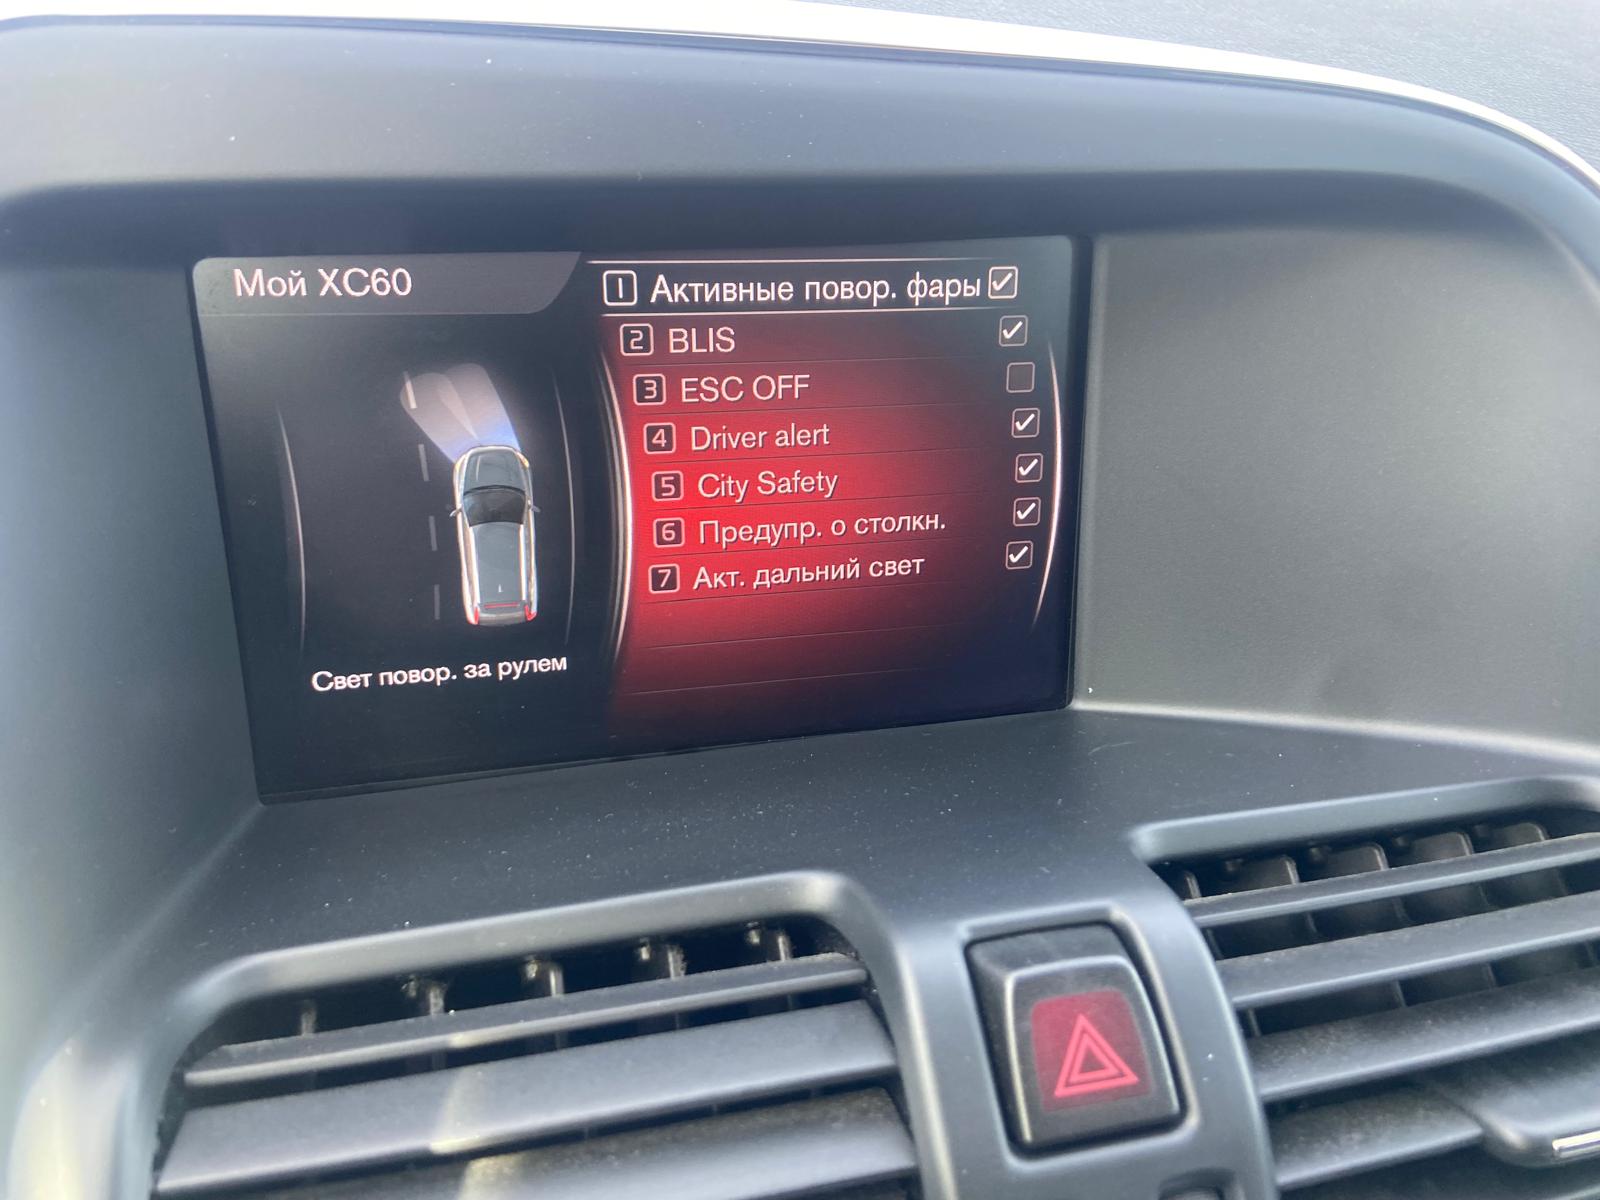 Мой XC60
1 Активные повор. фары
2 BLIS
3 ESC OFF
4 Driver alert
5 City Safety
6 Предупр. о столкн.
7 Акт. дальний свет
Свет повор. за рулем